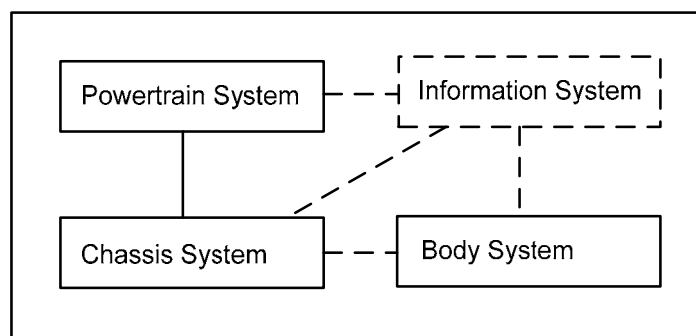 Powertrain System
Information System
Chassis System
Body System